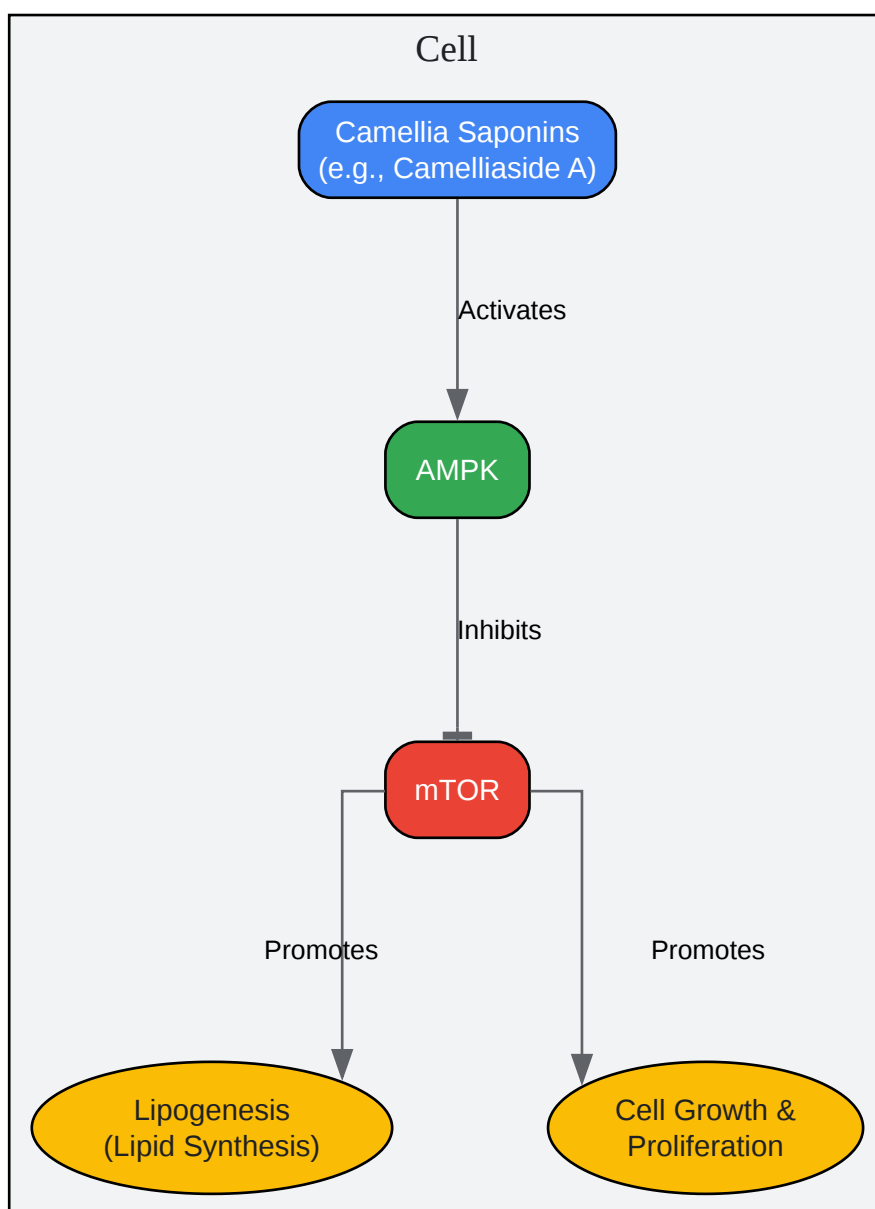 Cell
Camellia Saponins
(e.g., Camelliaside A)
Activates
AMPK
Inhibits
mTOR
Promotes
Promotes
Lipogenesis
(Lipid Synthesis)
Cell Growth &
Proliferation